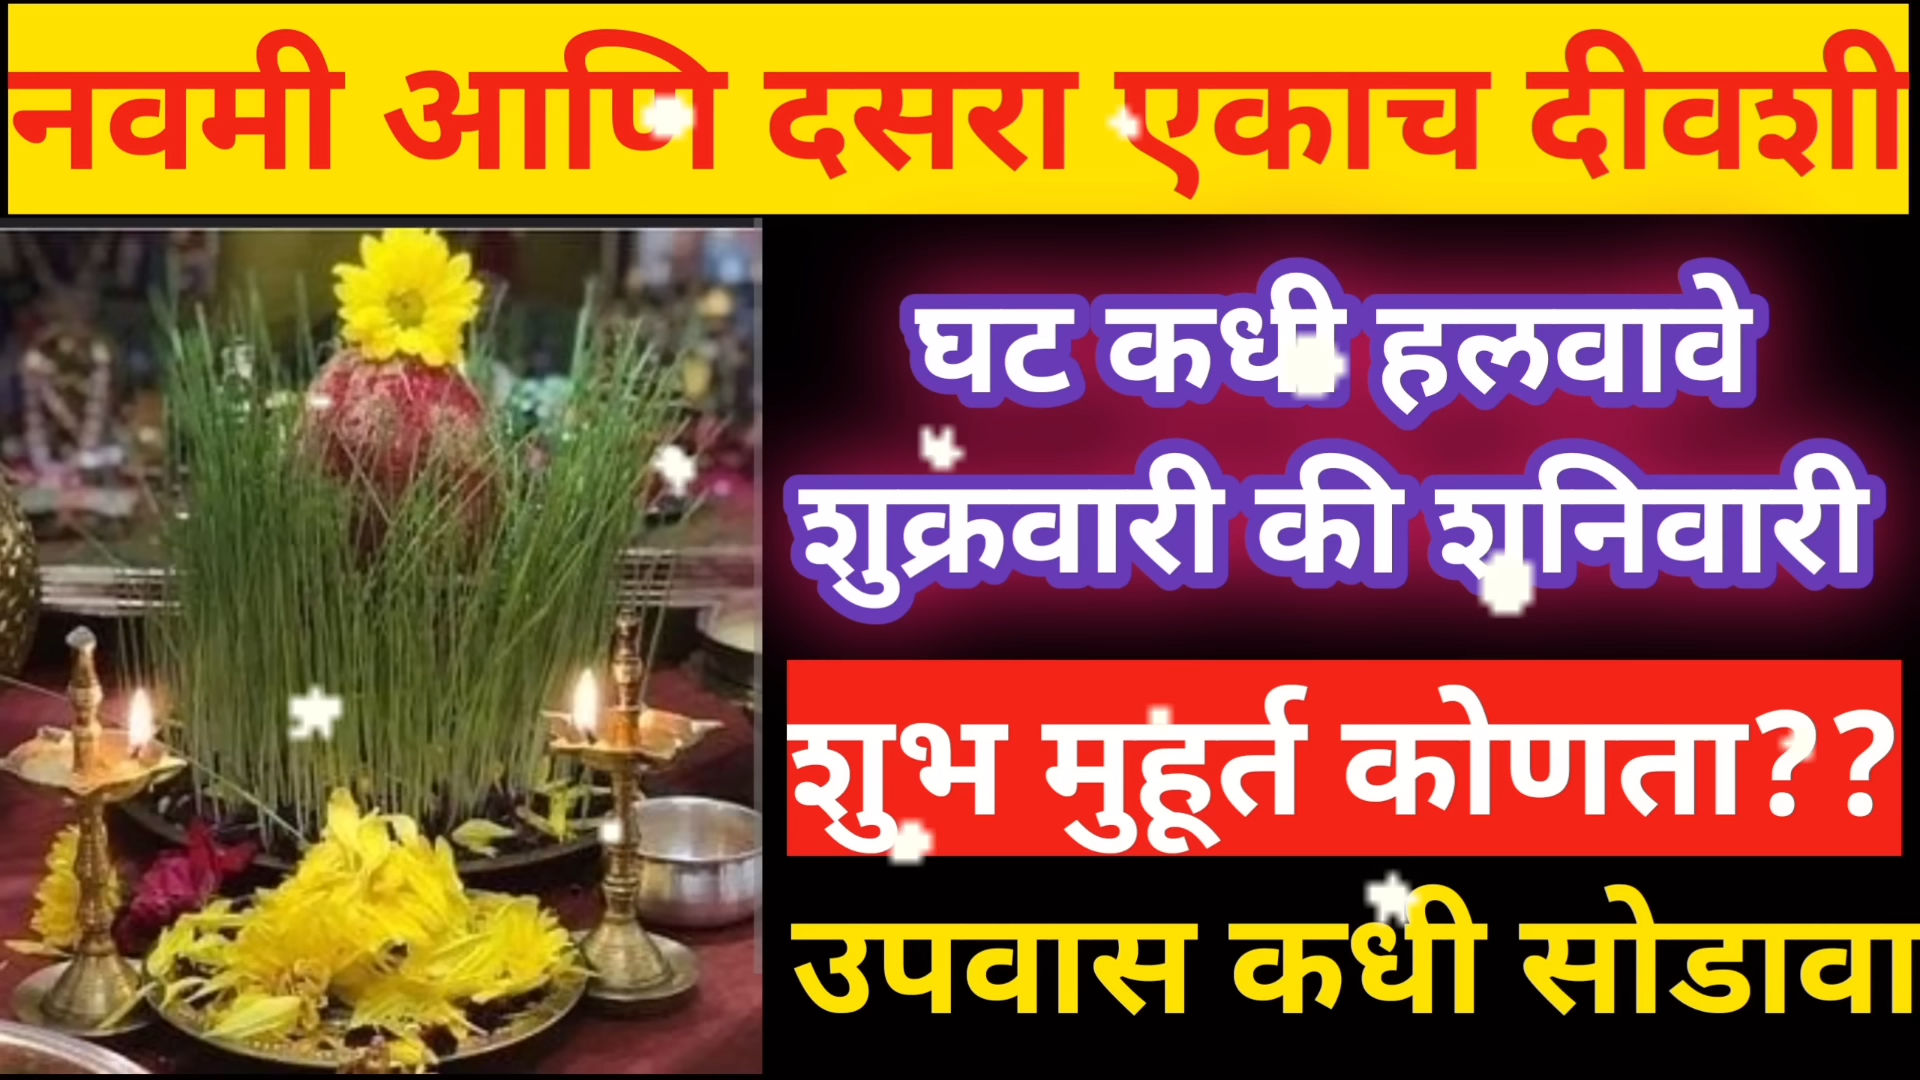 नवमी आणि दसरा एकाच दीवशी
घट कधी हलवावे
शुक्रवारी की शनिवारी
शुभ मुहूर्त कोणता??
उपवास कधी सोडावा